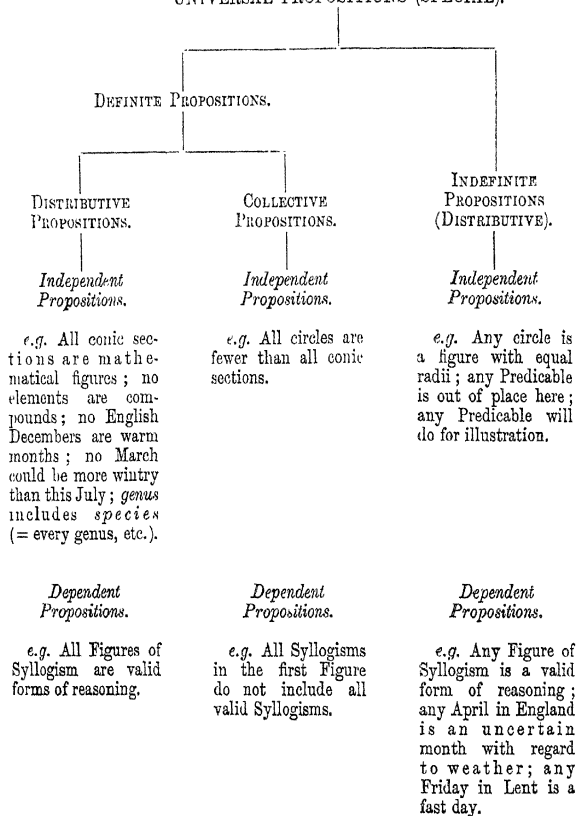 UNIVERSAL PROPOSITIONS (SPECIAL).
DEFINITE PROPOSITIONS.
DISTRIBUTIVE
PROPOSITIONS.
Independent
Propositions.
e.g. All conic sec-
tions are mathe-
matical figures; no
elements are com-
pounds; no English
Decembers are warm
months; no March
could be more wintry
than this July; genus
includes species
(= every genus, etc.).
Dependent
Propositions.
e.g. All Figures of
Syllogism are valid
forms of reasoning.
COLLECTIVE
PROPOSITIONS.
Independent
Propositions.
e.g. All circles are
fewer than all conic
sections.
Dependent
Propositions.
e.g. All Syllogisms
in the first Figure
do not include all
valid Syllogisms.
INDEFINITE
PROPOSITIONS
(DISTRIBUTIVE).
Independent
Propositions.
e.g. Any circle is
a figure with equal
radii; any Predicable
is out of place here;
any Predicable will
do for illustration.
Dependent
Propositions.
e.g. Any Figure of
Syllogism is a valid
form of reasoning;
any April in England
is an uncertain
month with regard
to weather; any
Friday in Lent is a
fast day.